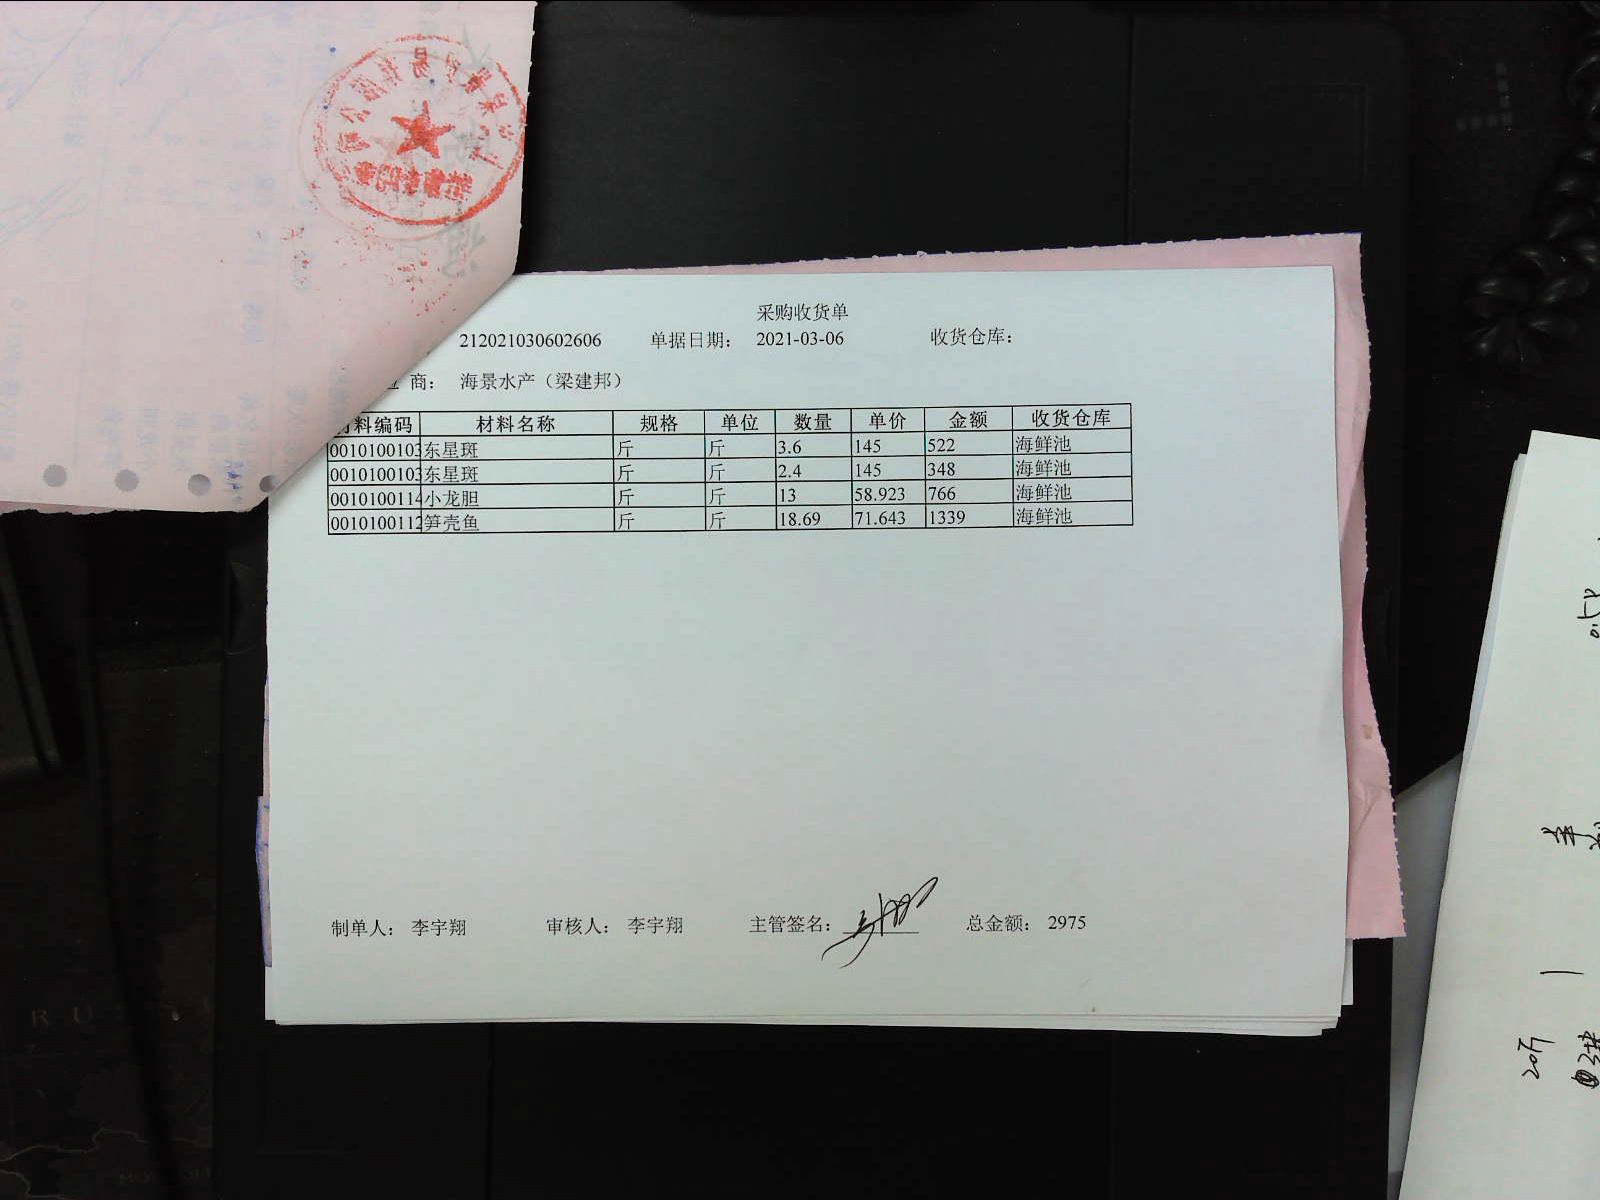 采购收货单
212021030602606 单据日期： 2021-03-06 收货仓库：
商： 海景水产（梁建邦）
料编码 材料名称 规格 单位 数量 单价 金额 收货仓库
0010100103 东星斑 斤 斤 3.6 145 522 海鲜池
0010100103 东星斑 斤 斤 2.4 145 348 海鲜池
0010100114 小龙胆 斤 斤 13 58.923 766 海鲜池
0010100112 笋壳鱼 斤 斤 18.69 71.643 1339 海鲜池
制单人： 李宇翔 审核人： 李宇翔 主管签名： 总金额： 2975